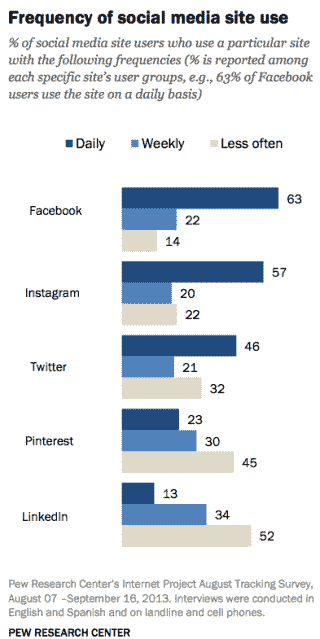 Frequency of social media site use
% of social media site users who use a particular site
with the following frequencies (% is reported among
each specific site's user groups, e.g., 63% of Facebook
users use the site on a daily basis)
Daily Weekly Less often
Facebook
63
22
14
Instagram
57
20
22
Twitter
46
21
32
Pinterest
23
30
45
LinkedIn
13
34
52
Pew Research Center's Internet Project August Tracking Survey,
August 07 –September 16, 2013. Interviews were conducted in
English and Spanish and on landline and cell phones.
PEW RESEARCH CENTER